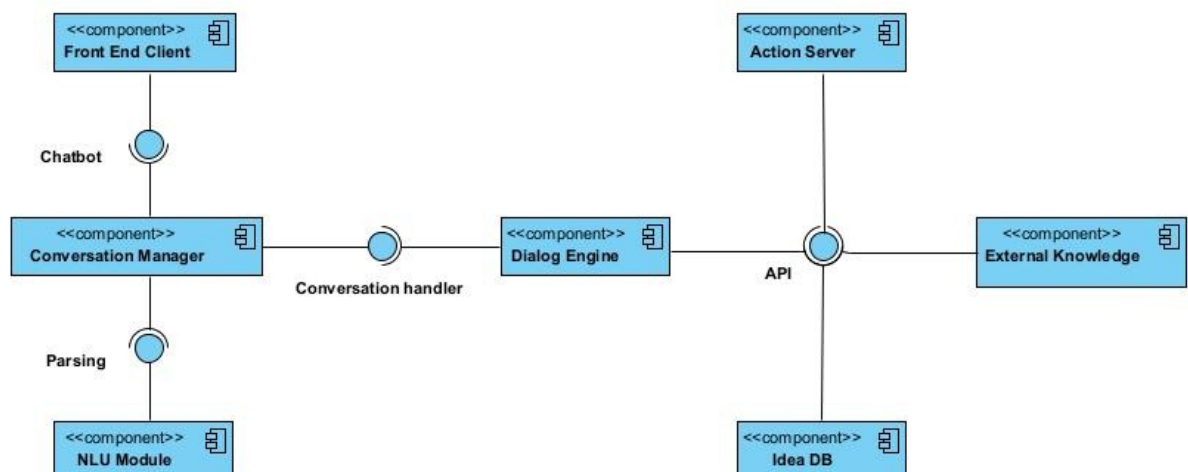 <<component>>
Front End Client
<<component>>
Action Server
Chatbot
<<component>>
Conversation Manager
Conversation handler
<<component>>
Dialog Engine
API
<<component>>
External Knowledge
Parsing
<<component>>
NLU Module
<<component>>
Idea DB